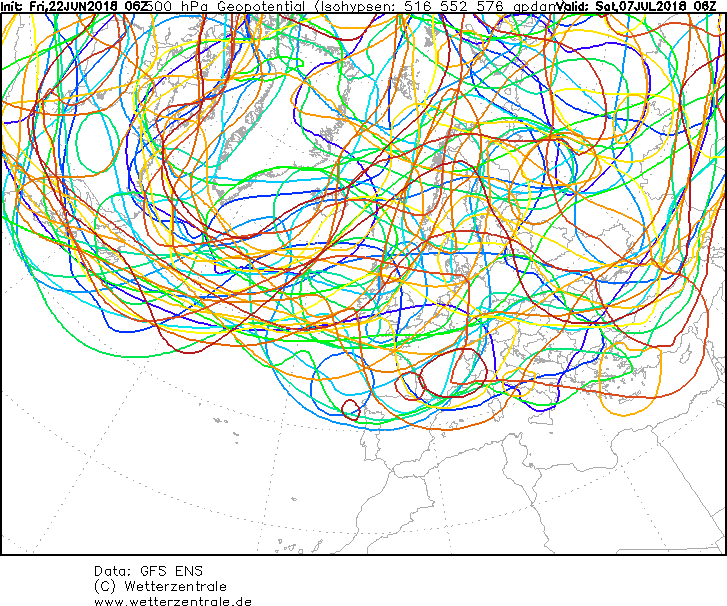 Init: Fri,22JUN2018 06Z 500 hPa Geopotential (Isohypsen: 516 552 576 gpdam) Valid: Sat,07JUL2018 06Z
Data: GFS ENS
(C) Wetterzentrale
www.wetterzentrale.de